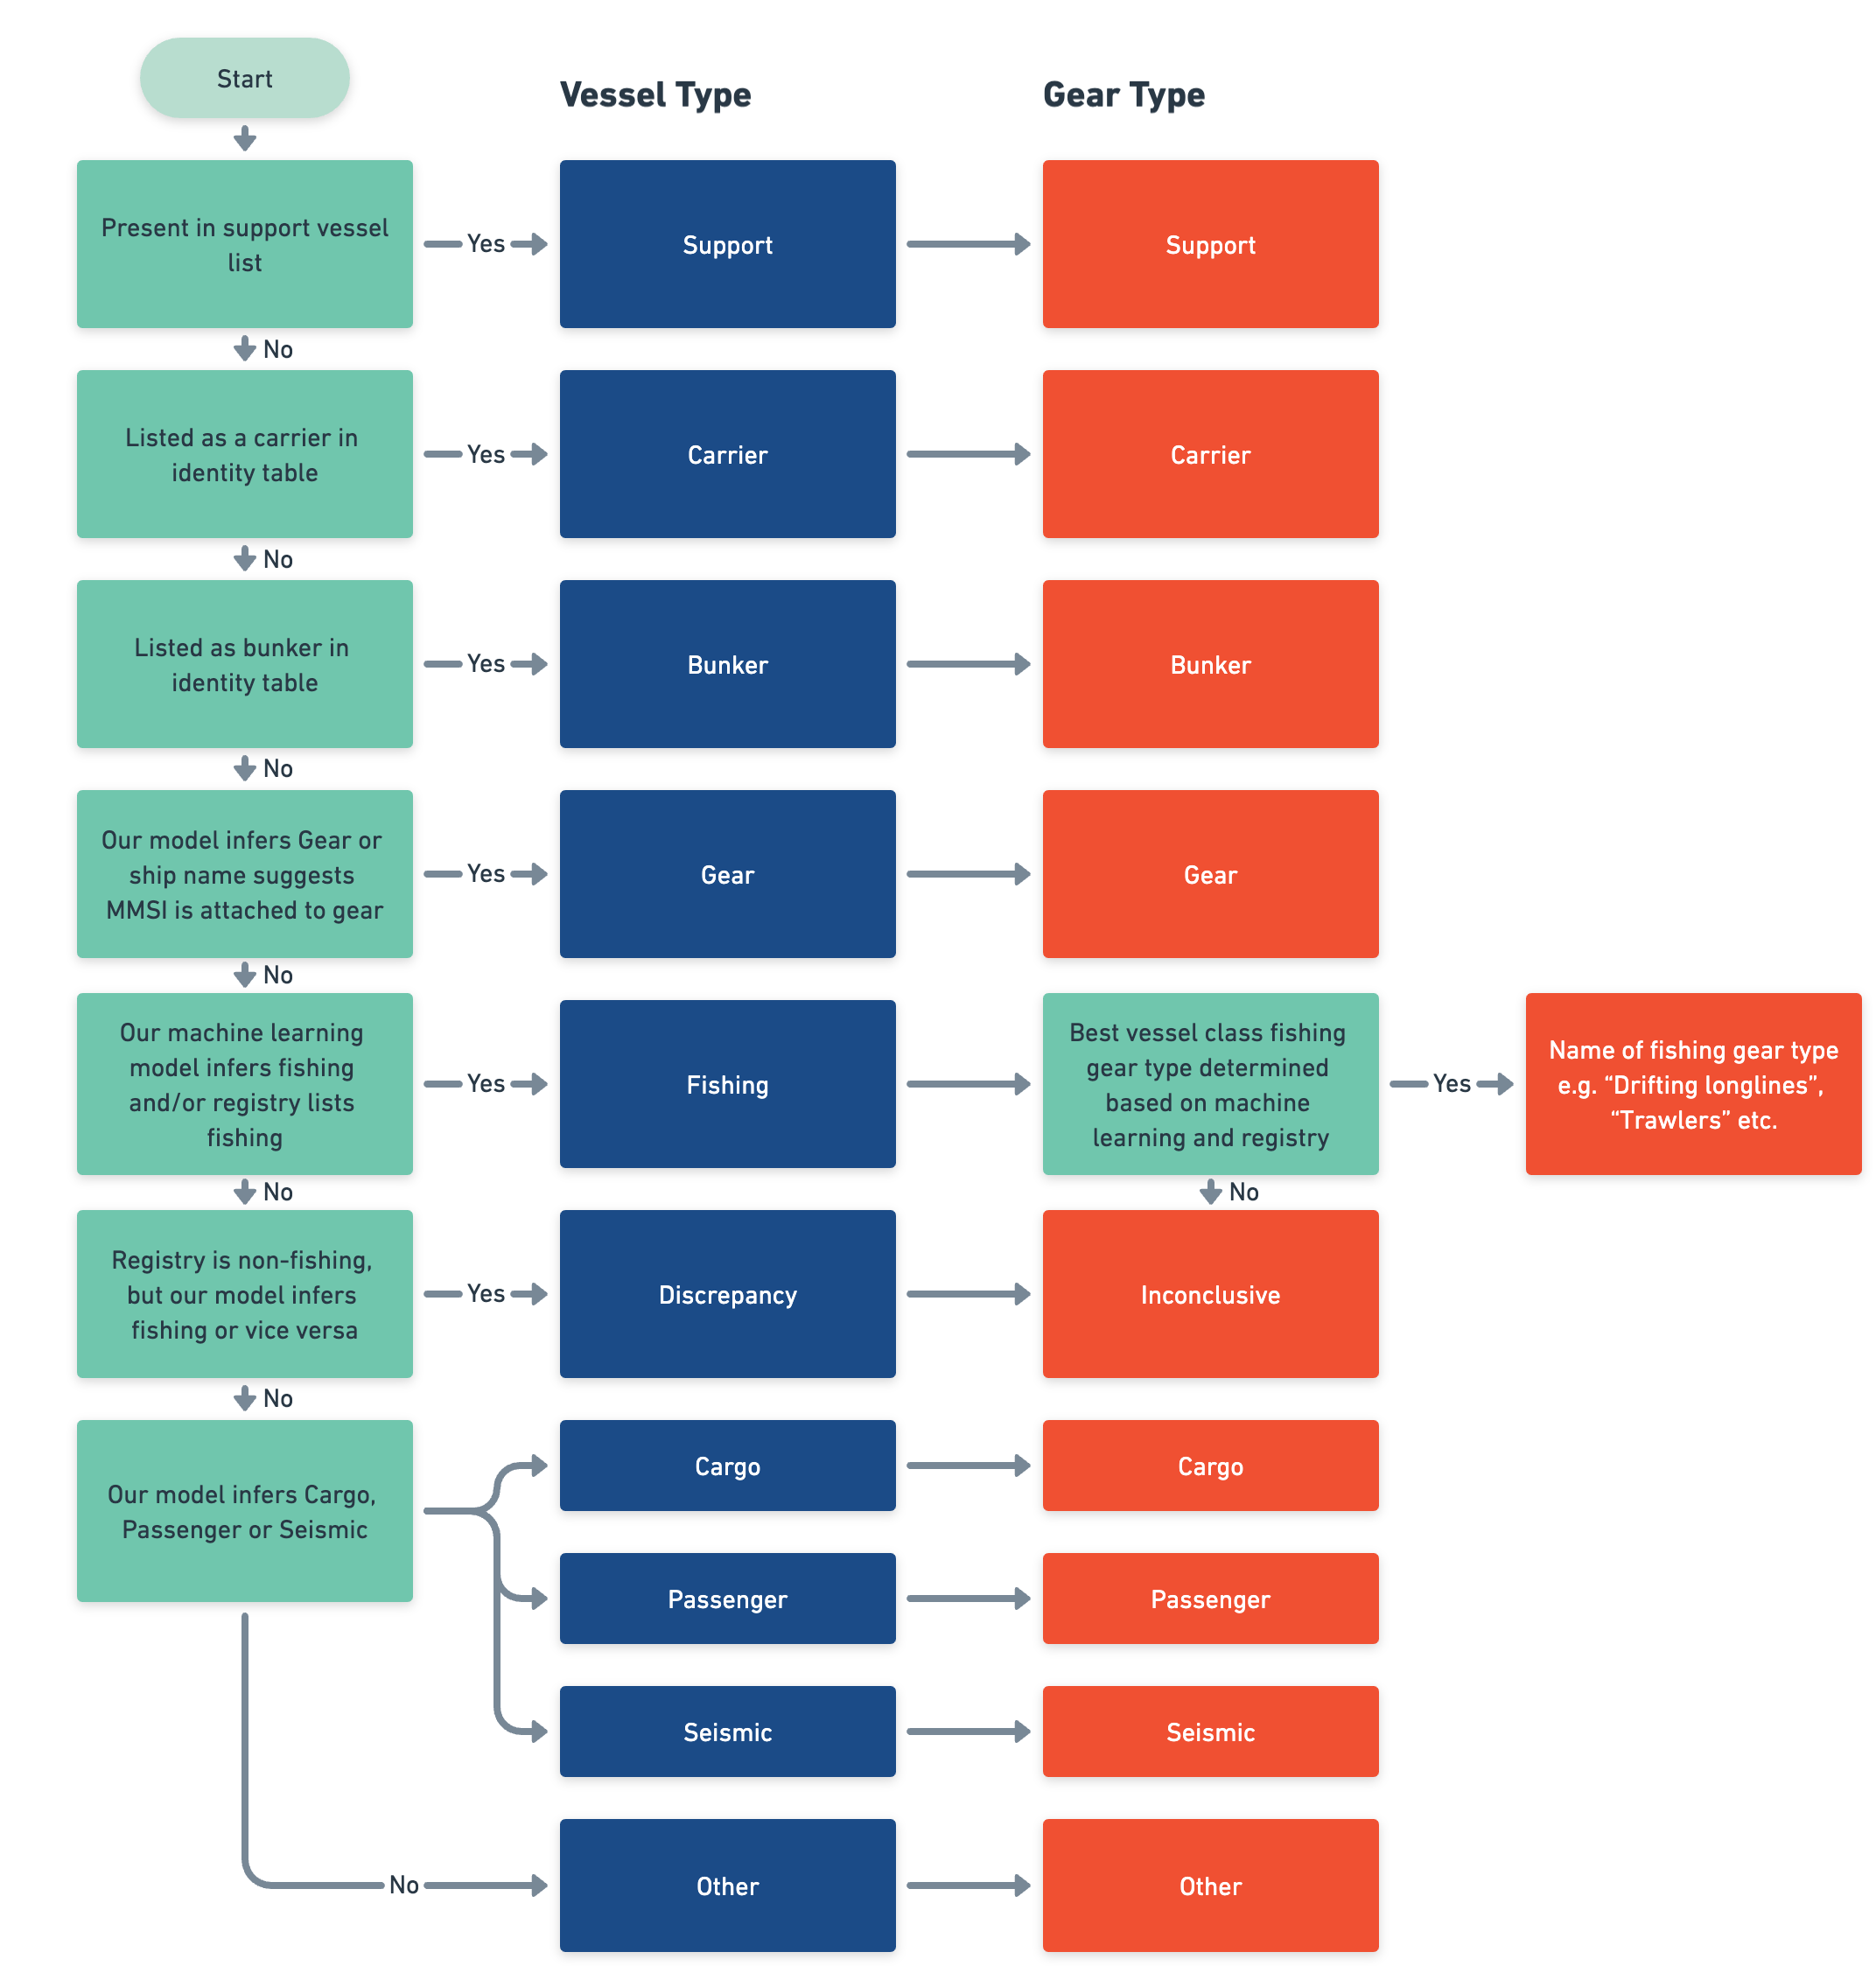 Start
Vessel Type
Gear Type
Present in support vessel
list
Yes
Support
Support
No
Listed as a carrier in
identity table
Yes
Carrier
Carrier
No
Listed as bunker in
identity table
Yes
Bunker
Bunker
No
Our model infers Gear or
ship name suggests
MMSI is attached to gear
Yes
Gear
Gear
No
Our machine learning
model infers fishing
and/or registry lists
fishing
Yes
Fishing
Best vessel class fishing
gear type determined
based on machine
learning and registry
Yes
Name of fishing gear type
e.g. “Drifting longlines”,
“Trawlers” etc.
No
No
Registry is non-fishing,
but our model infers
fishing or vice versa
Yes
Discrepancy
Inconclusive
No
Our model infers Cargo,
Passenger or Seismic
Cargo
Cargo
Passenger
Passenger
Seismic
Seismic
No
Other
Other